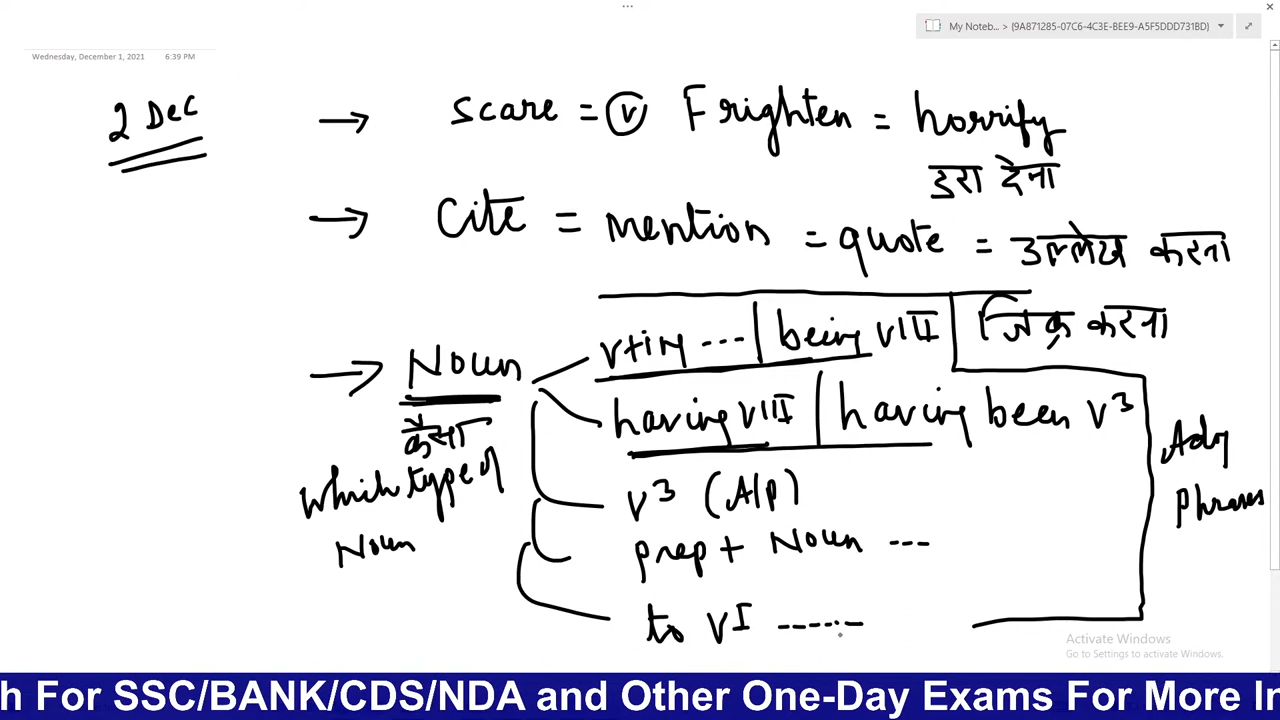 My Noteb... > {9A871285-07C6-4C3E-BEE9-A5F5DDD731BD}
Wednesday, December 1, 2021 6:39 PM
2 Dec
→ scare = (v) Frighten = horrify
डरा देना
→ cite = mention = quote = उल्लेख करना
जिक्र करना
→ Noun
v+ing ... | being vIII
having vIII | having been v3
कैसा
which type of
Noun
v3 (A/p)
prep + Noun ---
to vI ------
Adj
Phrases
Activate Windows
Go to Settings to activate Windows.
h For SSC/BANK/CDS/NDA and Other One-Day Exams For More In